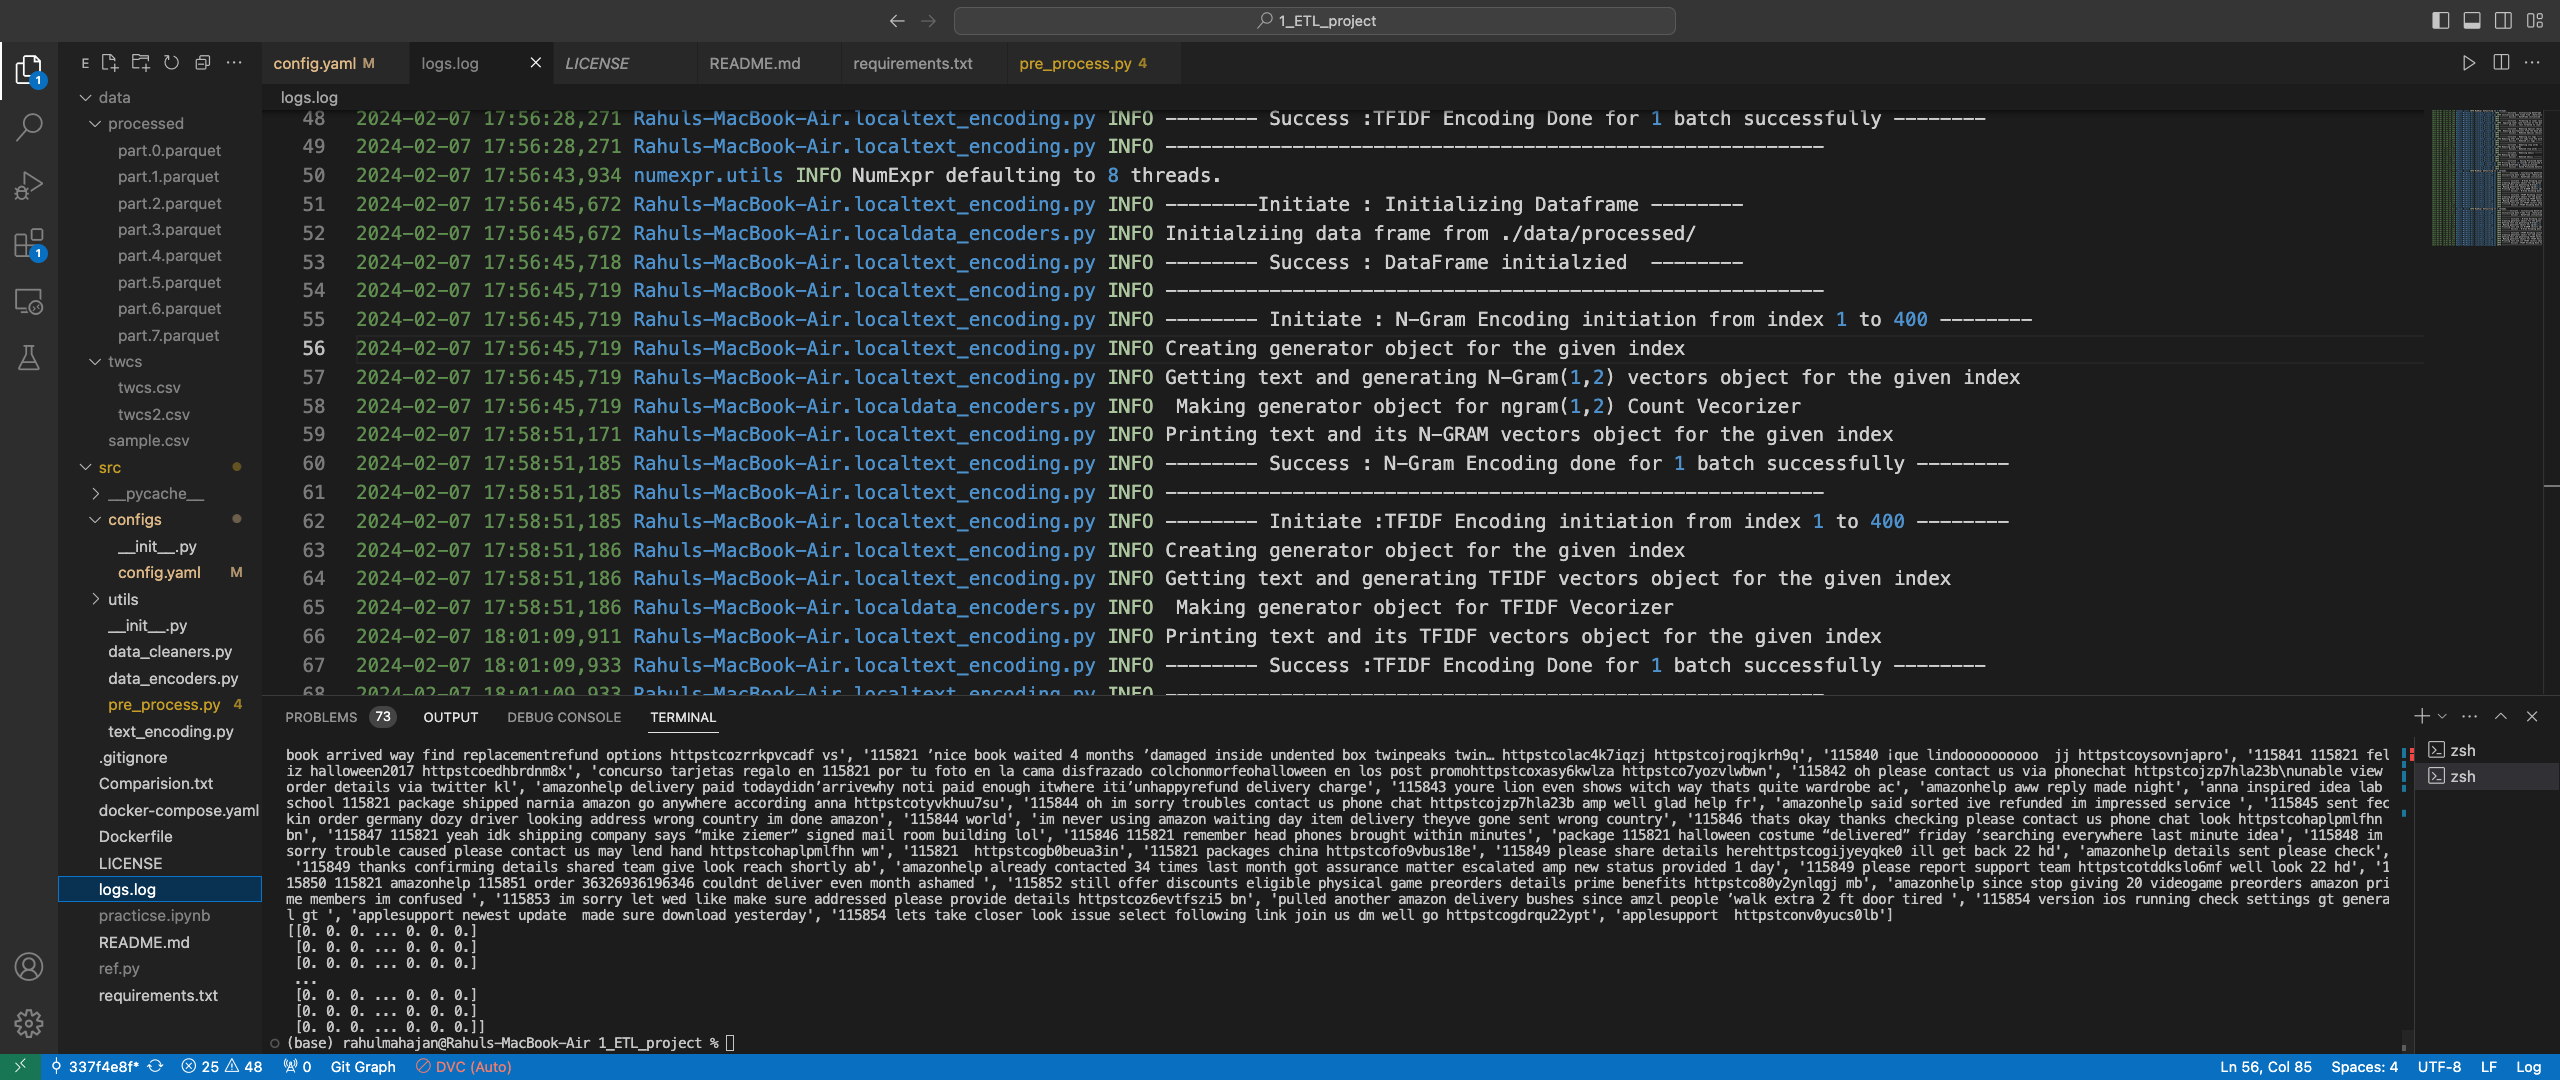 1_ETL_project
E
config.yaml M
logs.log
LICENSE
README.md
requirements.txt
pre_process.py 4
logs.log
data
processed
part.0.parquet
part.1.parquet
part.2.parquet
part.3.parquet
part.4.parquet
part.5.parquet
part.6.parquet
part.7.parquet
twcs
twcs.csv
twcs2.csv
sample.csv
src
__pycache__
configs
__init__.py
config.yaml M
utils
__init__.py
data_cleaners.py
data_encoders.py
pre_process.py 4
text_encoding.py
.gitignore
Comparision.txt
docker-compose.yaml
Dockerfile
LICENSE
logs.log
practicse.ipynb
README.md
ref.py
requirements.txt
48 2024-02-07 17:56:28,271 Rahuls-MacBook-Air.localtext_encoding.py INFO -------- Success :TFIDF Encoding Done for 1 batch successfully --------
49 2024-02-07 17:56:28,271 Rahuls-MacBook-Air.localtext_encoding.py INFO ---------------------------------------------------------
50 2024-02-07 17:56:43,934 numexpr.utils INFO NumExpr defaulting to 8 threads.
51 2024-02-07 17:56:45,672 Rahuls-MacBook-Air.localtext_encoding.py INFO --------Initiate : Initializing Dataframe --------
52 2024-02-07 17:56:45,672 Rahuls-MacBook-Air.localdata_encoders.py INFO Initialziing data frame from ./data/processed/
53 2024-02-07 17:56:45,718 Rahuls-MacBook-Air.localtext_encoding.py INFO -------- Success : DataFrame initialzied  --------
54 2024-02-07 17:56:45,719 Rahuls-MacBook-Air.localtext_encoding.py INFO ---------------------------------------------------------
55 2024-02-07 17:56:45,719 Rahuls-MacBook-Air.localtext_encoding.py INFO -------- Initiate : N-Gram Encoding initiation from index 1 to 400 --------
56 2024-02-07 17:56:45,719 Rahuls-MacBook-Air.localtext_encoding.py INFO Creating generator object for the given index
57 2024-02-07 17:56:45,719 Rahuls-MacBook-Air.localtext_encoding.py INFO Getting text and generating N-Gram(1,2) vectors object for the given index
58 2024-02-07 17:56:45,719 Rahuls-MacBook-Air.localdata_encoders.py INFO  Making generator object for ngram(1,2) Count Vecorizer
59 2024-02-07 17:58:51,171 Rahuls-MacBook-Air.localtext_encoding.py INFO Printing text and its N-GRAM vectors object for the given index
60 2024-02-07 17:58:51,185 Rahuls-MacBook-Air.localtext_encoding.py INFO -------- Success : N-Gram Encoding done for 1 batch successfully --------
61 2024-02-07 17:58:51,185 Rahuls-MacBook-Air.localtext_encoding.py INFO ---------------------------------------------------------
62 2024-02-07 17:58:51,185 Rahuls-MacBook-Air.localtext_encoding.py INFO -------- Initiate :TFIDF Encoding initiation from index 1 to 400 --------
63 2024-02-07 17:58:51,186 Rahuls-MacBook-Air.localtext_encoding.py INFO Creating generator object for the given index
64 2024-02-07 17:58:51,186 Rahuls-MacBook-Air.localtext_encoding.py INFO Getting text and generating TFIDF vectors object for the given index
65 2024-02-07 17:58:51,186 Rahuls-MacBook-Air.localdata_encoders.py INFO  Making generator object for TFIDF Vecorizer
66 2024-02-07 18:01:09,911 Rahuls-MacBook-Air.localtext_encoding.py INFO Printing text and its TFIDF vectors object for the given index
67 2024-02-07 18:01:09,933 Rahuls-MacBook-Air.localtext_encoding.py INFO -------- Success :TFIDF Encoding Done for 1 batch successfully --------
68 2024-02-07 18:01:09,933 Rahuls-MacBook-Air.localtext_encoding.py INFO ---------------------------------------------------------
PROBLEMS 73 OUTPUT DEBUG CONSOLE TERMINAL
book arrived way find replacementrefund options httpstcozrrkpvcadf vs', '115821 ’nice book waited 4 months ’damaged inside undented box twinpeaks twin… httpstcolac4k7iqzj httpstcojroqjkrh9q', '115840 ¡que lindoooooooooo  jj httpstcoysovnjapro', '115841 115821 fel
iz halloween2017 httpstcoedhbrdnm8x', 'concurso tarjetas regalo en 115821 por tu foto en la cama disfrazado colchonmorfeohalloween en los post promohttpstcoxasy6kwlza httpstco7yozvlwbwn', '115842 oh please contact us via phonechat httpstcojzp7hla23b\nunable view
order details via twitter kl', 'amazonhelp delivery paid todaydidn’arrivewhy noti paid enough itwhere iti’unhappyrefund delivery charge', '115843 youre lion even shows witch way thats quite wardrobe ac', 'amazonhelp aww reply made night', 'anna inspired idea lab
school 115821 package shipped narnia amazon go anywhere according anna httpstcotyvkhuu7su', '115844 oh im sorry troubles contact us phone chat httpstcojzp7hla23b amp well glad help fr', 'amazonhelp said sorted ive refunded im impressed service ', '115845 sent fec
kin order germany dozy driver looking address wrong country im done amazon', '115844 world', 'im never using amazon waiting day item delivery theyve gone sent wrong country', '115846 thats okay thanks checking please contact us phone chat look httpstcohaplpmlfhn
bn', '115847 115821 yeah idk shipping company says “mike ziemer” signed mail room building lol', '115846 115821 remember head phones brought within minutes', 'package 115821 halloween costume “delivered” friday ’searching everywhere last minute idea', '115848 im
sorry trouble caused please contact us may lend hand httpstcohaplpmlfhn wm', '115821  httpstcogb0beua3in', '115821 packages china httpstcofo9vbus18e', '115849 please share details herehttpstcogijyeyqke0 ill get back 22 hd', 'amazonhelp details sent please check',
'115849 thanks confirming details shared team give look reach shortly ab', 'amazonhelp already contacted 34 times last month got assurance matter escalated amp new status provided 1 day', '115849 please report support team httpstcotddkslo6mf well look 22 hd', '1
15850 115821 amazonhelp 115851 order 36326936196346 couldnt deliver even month ashamed ', '115852 still offer discounts eligible physical game preorders details prime benefits httpstco80y2ynlqgj mb', 'amazonhelp since stop giving 20 videogame preorders amazon pri
me members im confused ', '115853 im sorry let wed like make sure addressed please provide details httpstcoz6evtfszi5 bn', 'pulled another amazon delivery bushes since amzl people ’walk extra 2 ft door tired ', '115854 version ios running check settings gt genera
l gt ', 'applesupport newest update  made sure download yesterday', '115854 lets take closer look issue select following link join us dm well go httpstcogdrqu22ypt', 'applesupport  httpstconv0yucs0lb']
[[0. 0. 0. ... 0. 0. 0.]
[0. 0. 0. ... 0. 0. 0.]
[0. 0. 0. ... 0. 0. 0.]
...
[0. 0. 0. ... 0. 0. 0.]
[0. 0. 0. ... 0. 0. 0.]
[0. 0. 0. ... 0. 0. 0.]]
(base) rahulmahajan@Rahuls-MacBook-Air 1_ETL_project %
zsh
zsh
337f4e8f* 25 48 0 Git Graph DVC (Auto) Ln 56, Col 85 Spaces: 4 UTF-8 LF Log